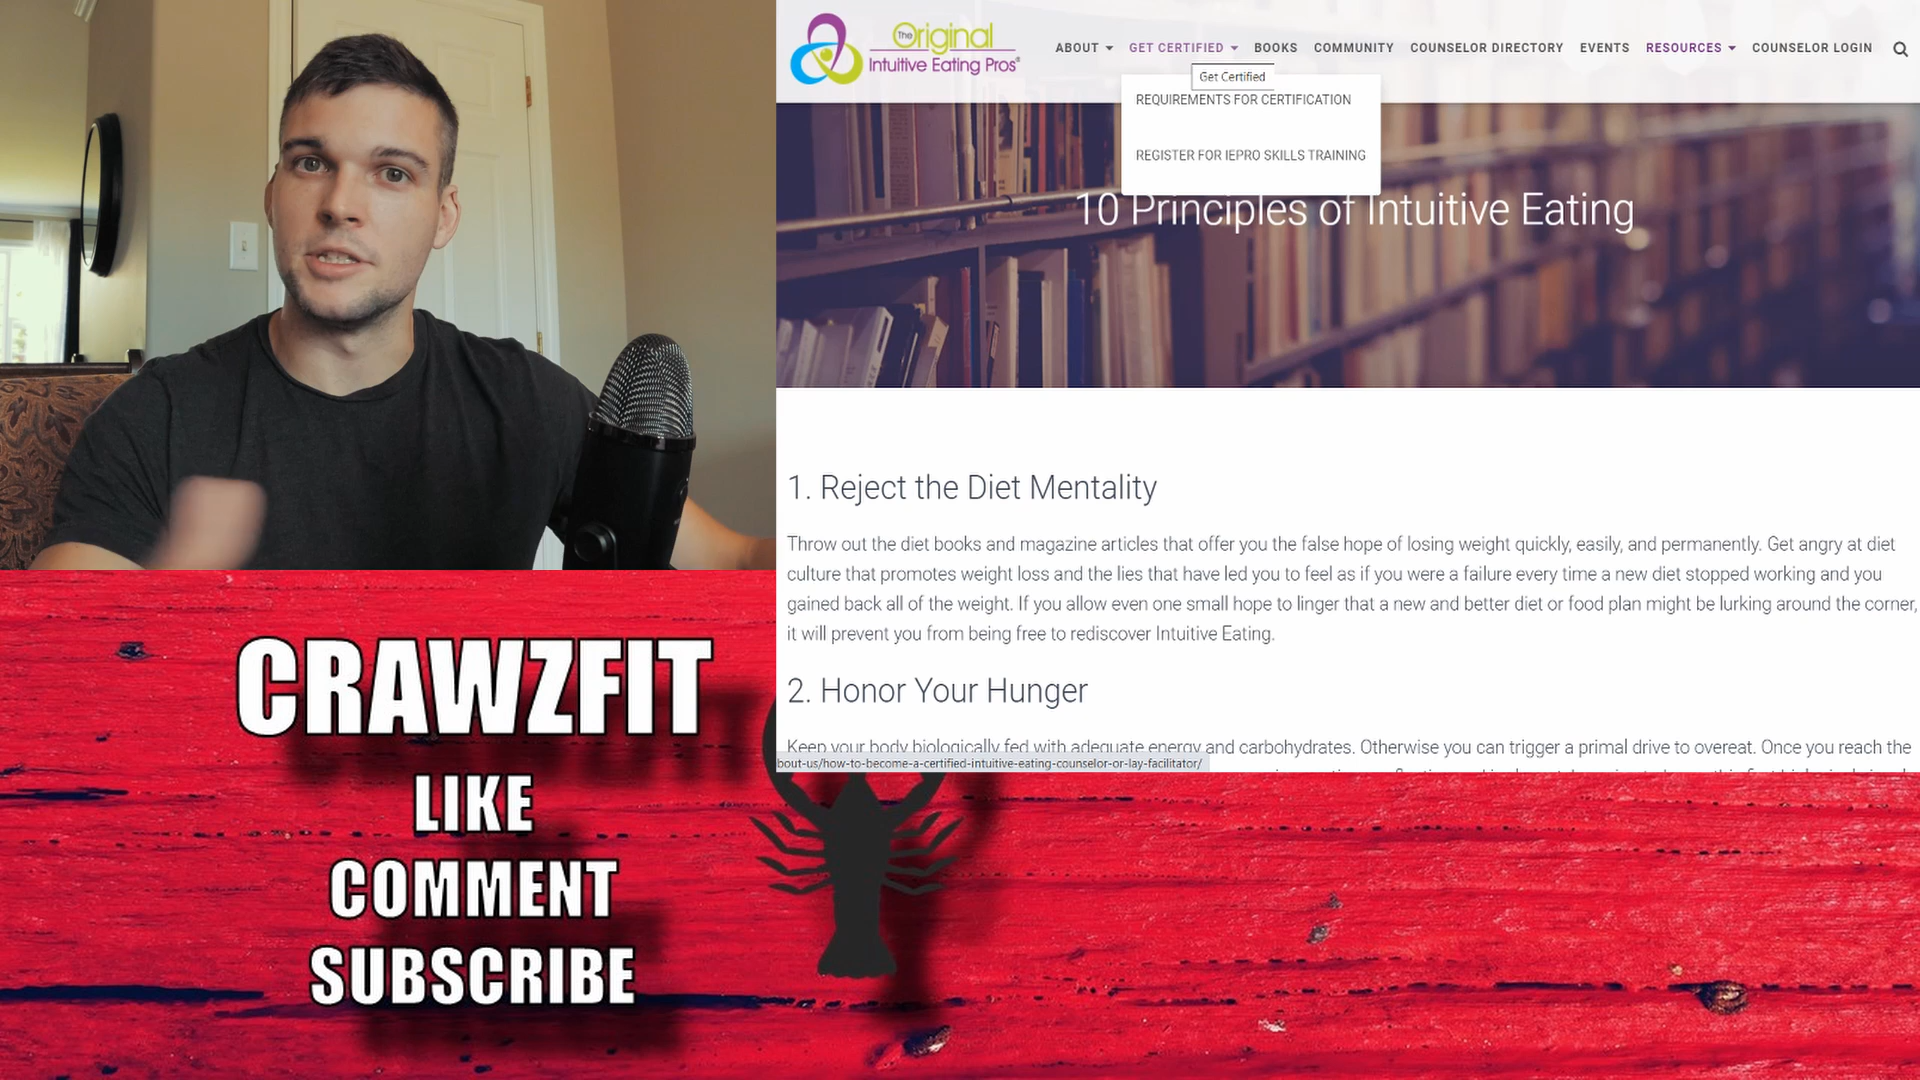 The Original
Intuitive Eating Pros®
ABOUT GET CERTIFIED BOOKS COMMUNITY COUNSELOR DIRECTORY EVENTS RESOURCES COUNSELOR LOGIN
Get Certified
REQUIREMENTS FOR CERTIFICATION
REGISTER FOR IEPRO SKILLS TRAINING
10 Principles of Intuitive Eating
1. Reject the Diet Mentality
Throw out the diet books and magazine articles that offer you the false hope of losing weight quickly, easily, and permanently. Get angry at diet
culture that promotes weight loss and the lies that have led you to feel as if you were a failure every time a new diet stopped working and you
gained back all of the weight. If you allow even one small hope to linger that a new and better diet or food plan might be lurking around the corner,
it will prevent you from being free to rediscover Intuitive Eating.
2. Honor Your Hunger
Keep your body biologically fed with adequate energy and carbohydrates. Otherwise you can trigger a primal drive to overeat. Once you reach the
bout-us/how-to-become-a-certified-intuitive-eating-counselor-or-lay-facilitator/
CRAWZFIT
LIKE
COMMENT
SUBSCRIBE